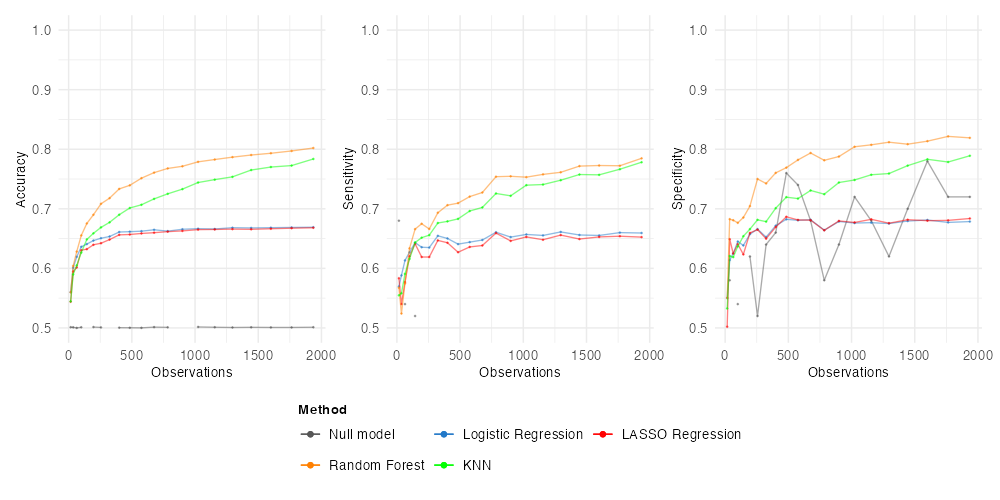 1.0
0.9
0.8
0.7
0.6
0.5
Accuracy
0 500 1000 1500 2000
Observations
1.0
0.9
0.8
0.7
0.6
0.5
Sensitivity
0 500 1000 1500 2000
Observations
1.0
0.9
0.8
0.7
0.6
0.5
Specificity
0 500 1000 1500 2000
Observations
Method
Null model Logistic Regression LASSO Regression
Random Forest KNN